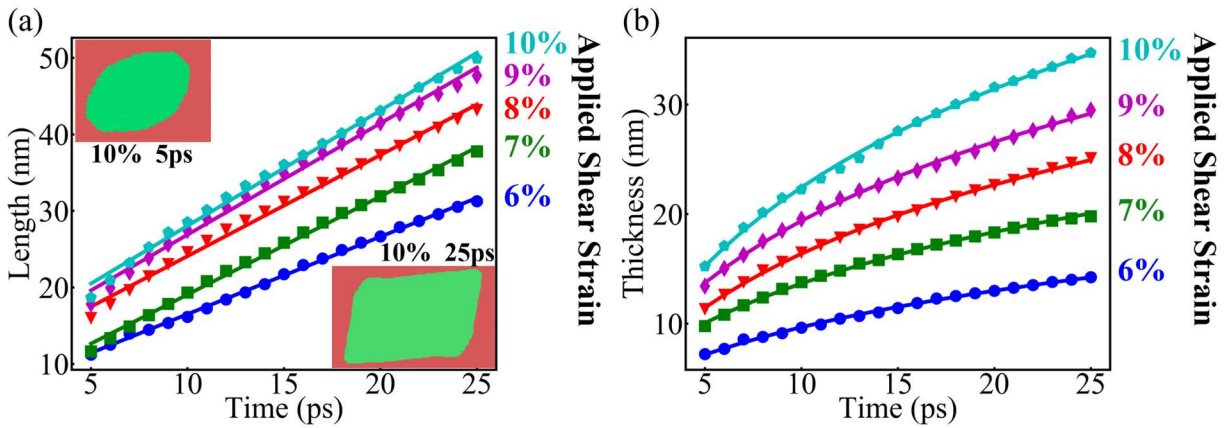 (a)
50
40
30
20
10
Length (nm)
5
10
15
20
25
Time (ps)
10% 5ps
10% 25ps
10%
9%
8%
7%
6%
Applied Shear Strain
(b)
30
20
10
Thickness (nm)
5
10
15
20
25
Time (ps)
10%
9%
8%
7%
6%
Applied Shear Strain